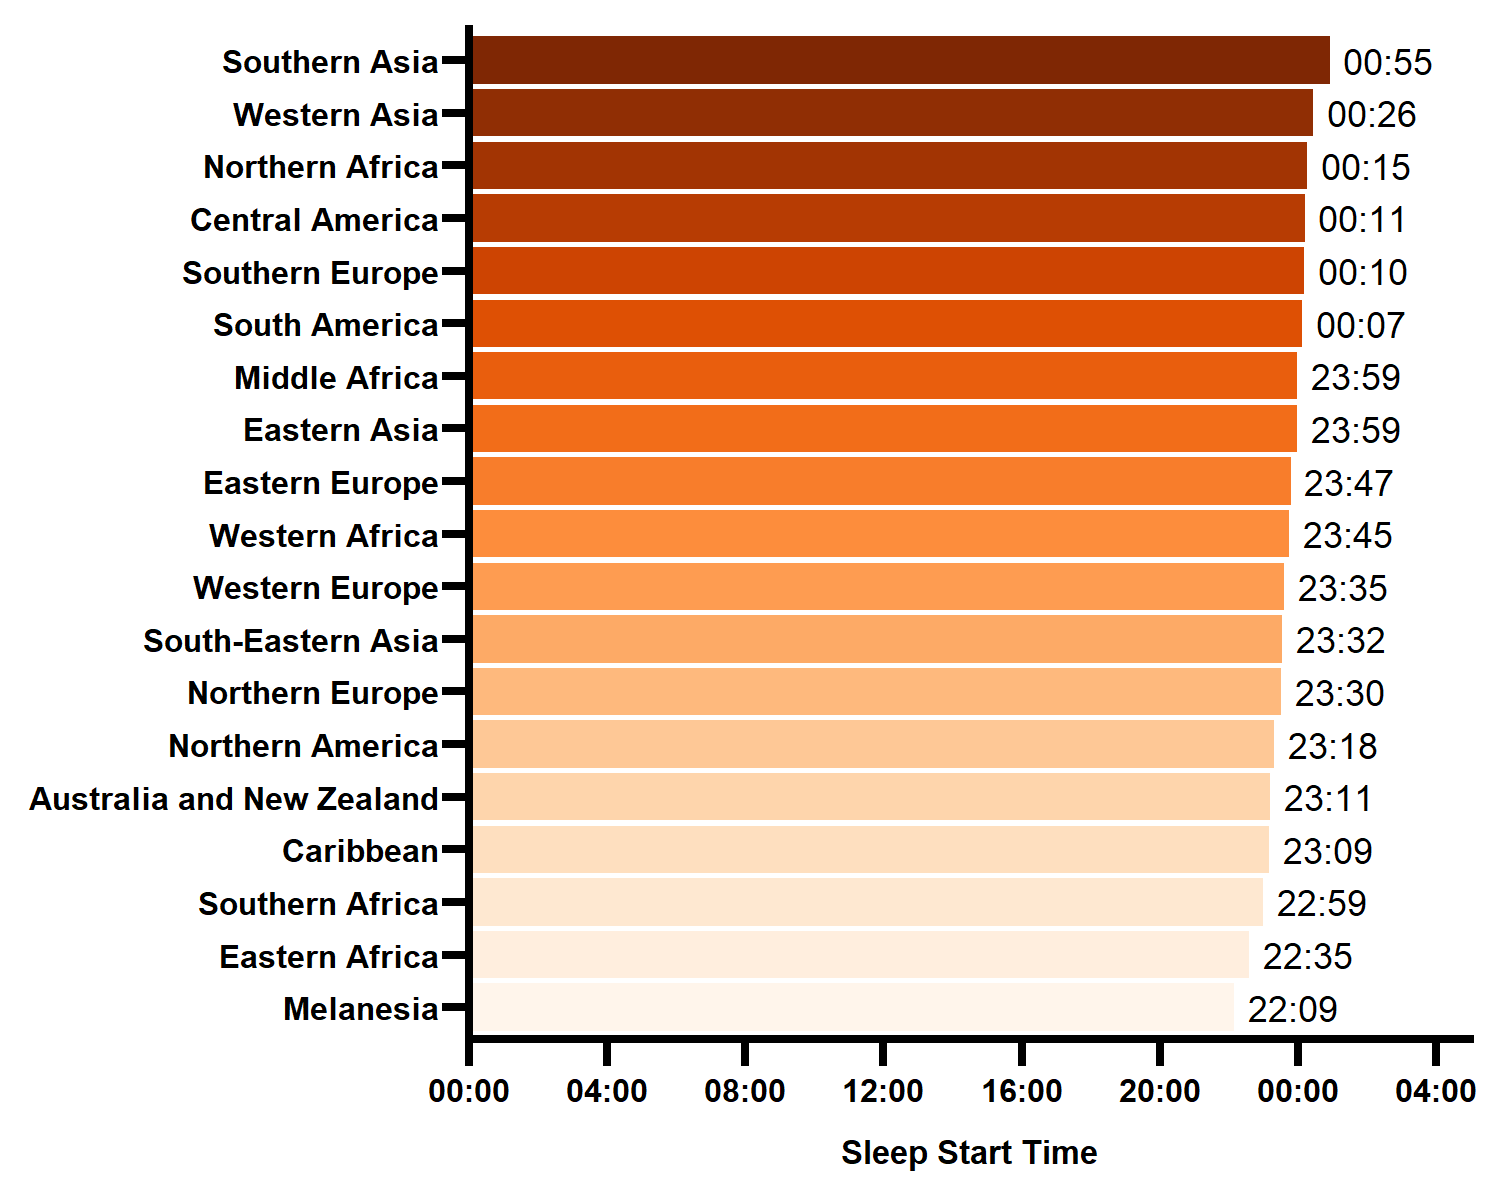 Southern Asia 00:55
Western Asia 00:26
Northern Africa 00:15
Central America 00:11
Southern Europe 00:10
South America 00:07
Middle Africa 23:59
Eastern Asia 23:59
Eastern Europe 23:47
Western Africa 23:45
Western Europe 23:35
South-Eastern Asia 23:32
Northern Europe 23:30
Northern America 23:18
Australia and New Zealand 23:11
Caribbean 23:09
Southern Africa 22:59
Eastern Africa 22:35
Melanesia 22:09
00:00 04:00 08:00 12:00 16:00 20:00 00:00 04:00
Sleep Start Time